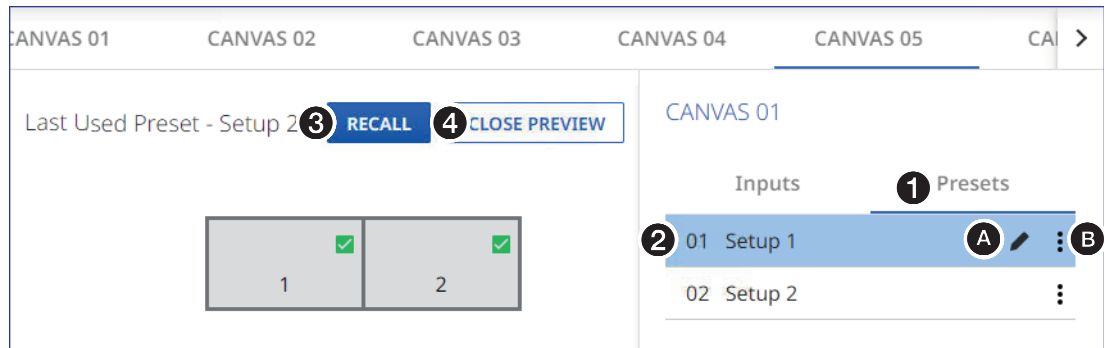 CANVAS 01 CANVAS 02 CANVAS 03 CANVAS 04 CANVAS 05 CA
Last Used Preset - Setup 2 3 RECALL 4 CLOSE PREVIEW
CANVAS 01
Inputs 1 Presets
2 01 Setup 1 A B
02 Setup 2
1 2